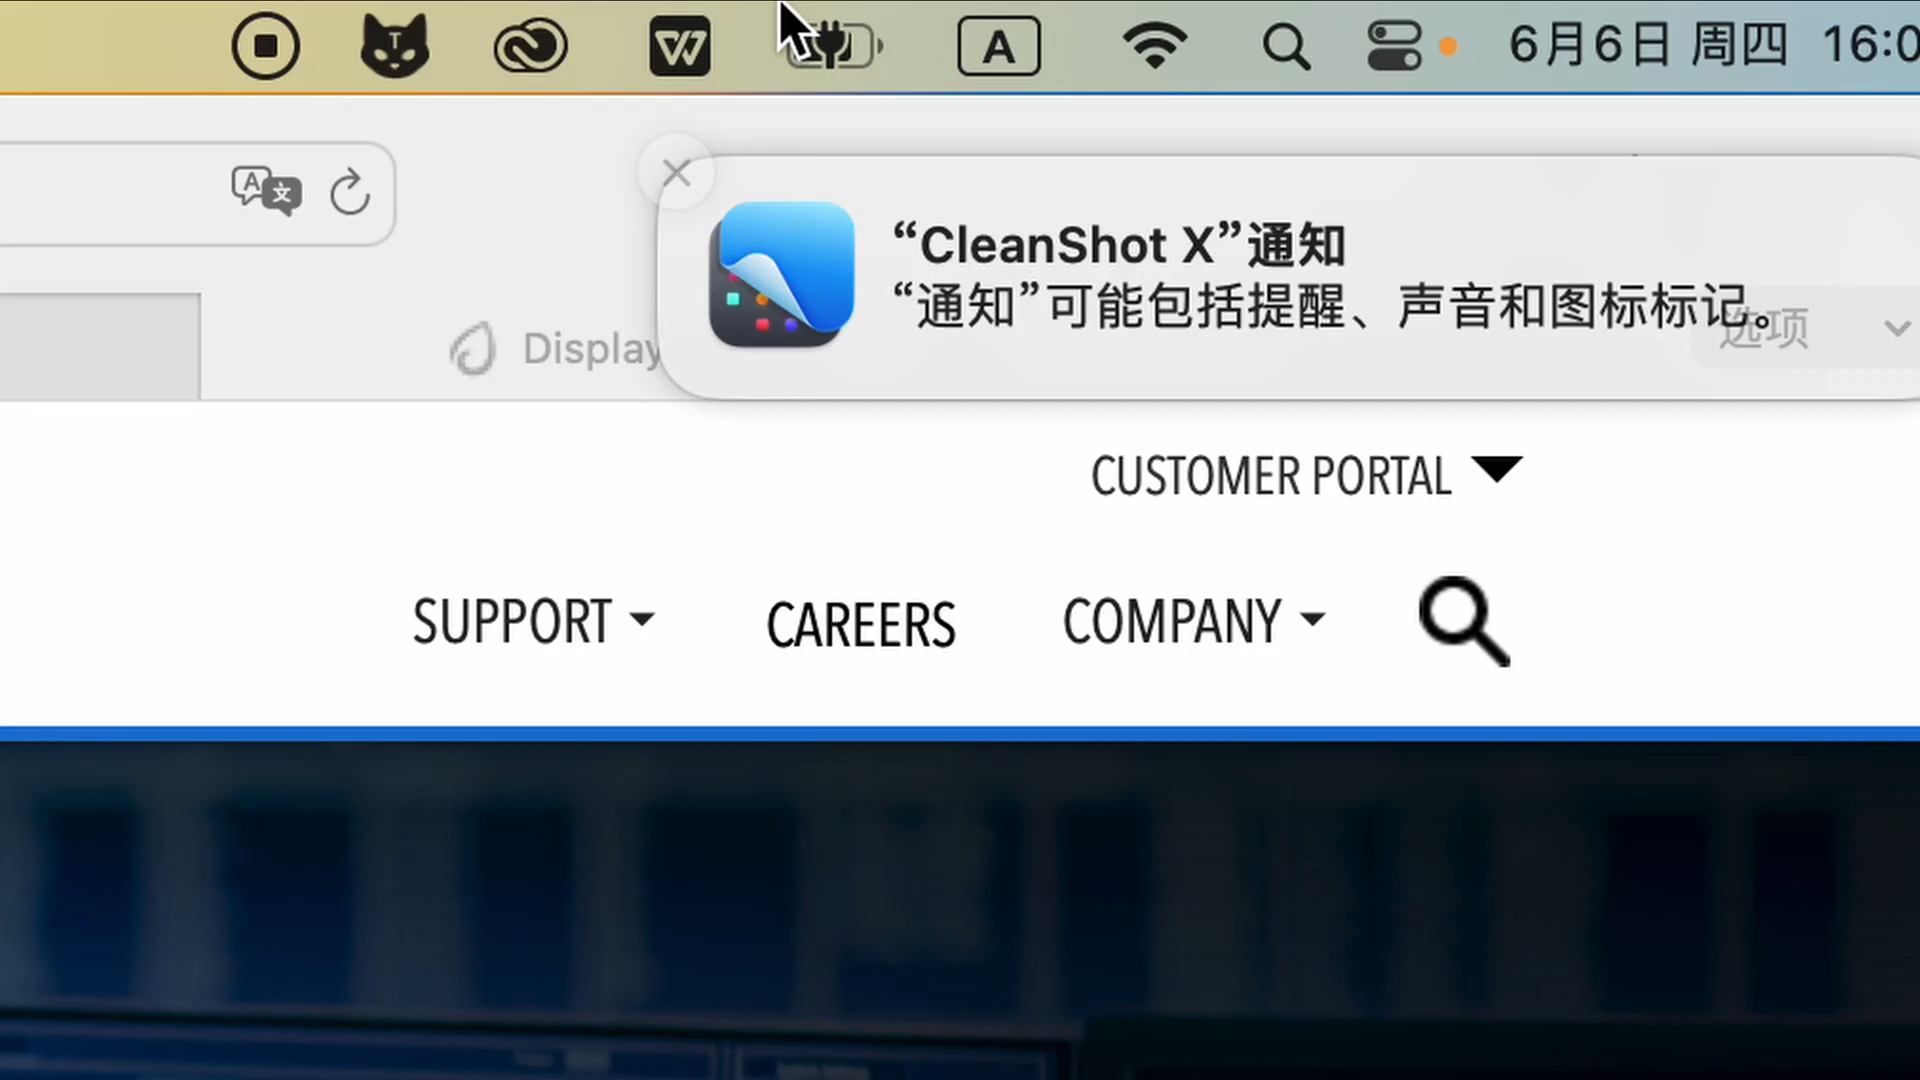 A 6月6日 周四 16:0
A 文
“CleanShot X”通知
“通知”可能包括提醒、声音和图标标记。
选项
Display
CUSTOMER PORTAL
SUPPORT CAREERS COMPANY